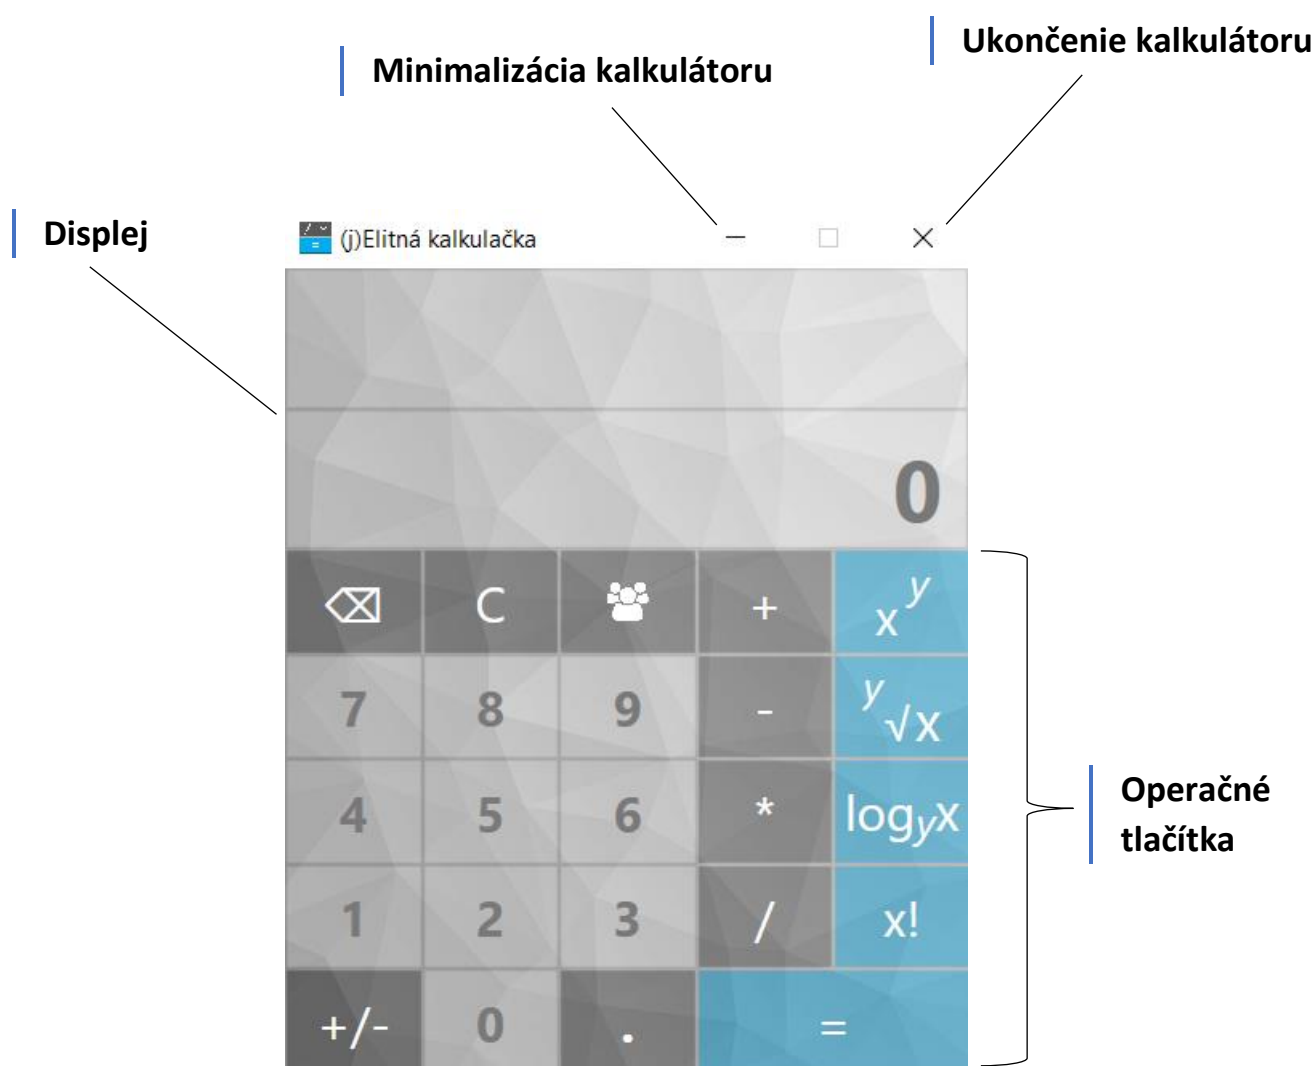 Ukončenie kalkulátoru
Minimalizácia kalkulátoru
Displej
(j)Elitná kalkulačka
0
C + x^y
7 8 9 - y√x
4 5 6 * log_y x
1 2 3 / x!
+/- 0 . =
Operačné
tlačítka